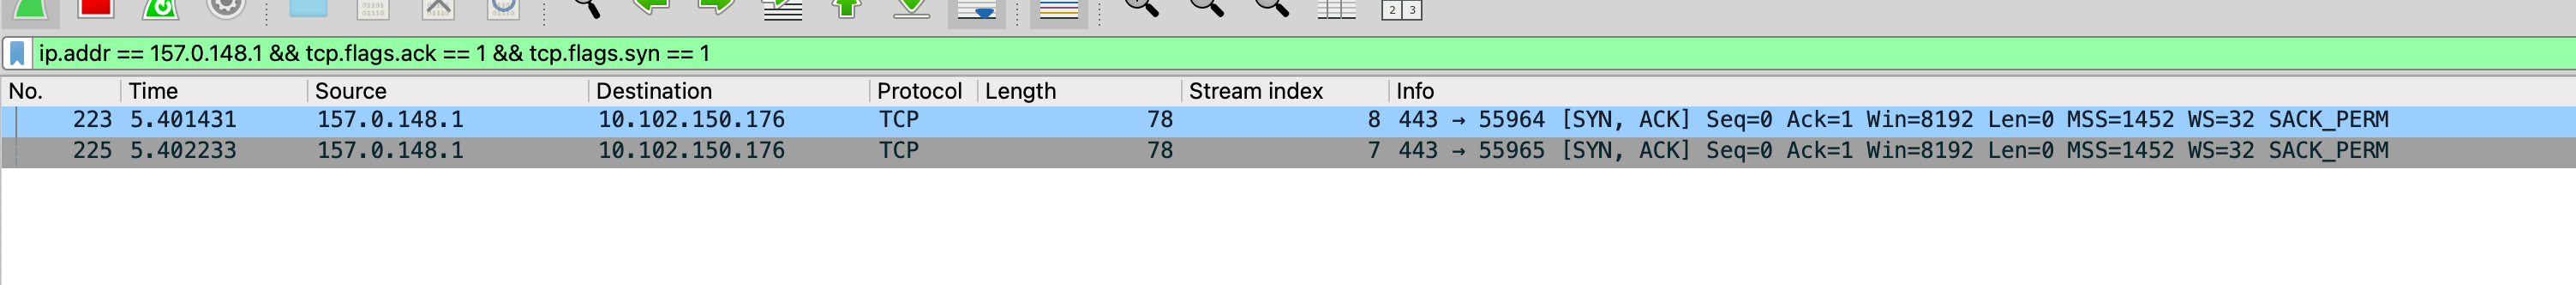 2 3
ip.addr == 157.0.148.1 && tcp.flags.ack == 1 && tcp.flags.syn == 1
No. Time Source Destination Protocol Length Stream index Info
223 5.401431 157.0.148.1 10.102.150.176 TCP 78 8 443 → 55964 [SYN, ACK] Seq=0 Ack=1 Win=8192 Len=0 MSS=1452 WS=32 SACK_PERM
225 5.402233 157.0.148.1 10.102.150.176 TCP 78 7 443 → 55965 [SYN, ACK] Seq=0 Ack=1 Win=8192 Len=0 MSS=1452 WS=32 SACK_PERM